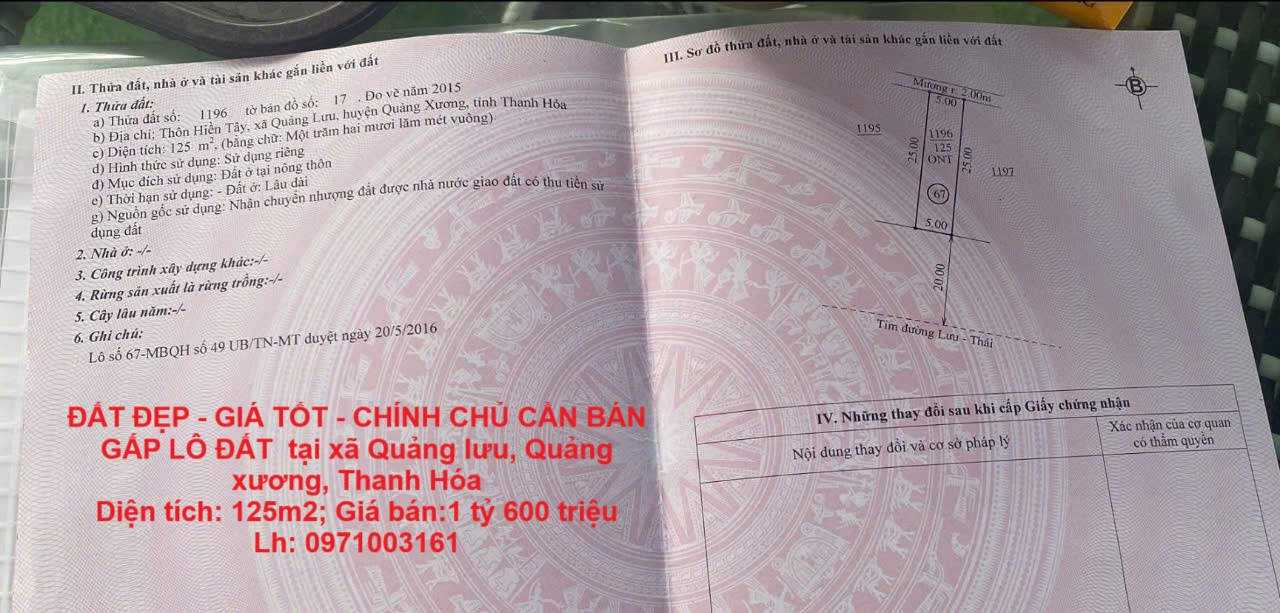 II. Thửa đất, nhà ở và tài sản khác gắn liền với đất
1. Thửa đất:
a) Thửa đất số: 1196 tờ bản đồ số: 17 . Đo vẽ năm 2015
b) Địa chỉ: Thôn Hiền Tây, xã Quảng Lưu, huyện Quảng Xương, tỉnh Thanh Hóa
c) Diện tích: 125 m², (bằng chữ: Một trăm hai mươi lăm mét vuông)
d) Hình thức sử dụng: Sử dụng riêng
đ) Mục đích sử dụng: Đất ở tại nông thôn
e) Thời hạn sử dụng: - Đất ở: Lâu dài
g) Nguồn gốc sử dụng: Nhận chuyển nhượng đất được nhà nước giao đất có thu tiền sử
dụng đất
2. Nhà ở: -/-
3. Công trình xây dựng khác:-/-
4. Rừng sản xuất là rừng trồng:-/-
5. Cây lâu năm:-/-
6. Ghi chú:
Lô số 67-MBQH số 49 UB/TN-MT duyệt ngày 20/5/2016
ĐẤT ĐẸP - GIÁ TỐT - CHÍNH CHỦ CẦN BÁN
GẤP LÔ ĐẤT tại xã Quảng lưu, Quảng
xương, Thanh Hóa
Diện tích: 125m2; Giá bán:1 tỷ 600 triệu
Lh: 0971003161
III. Sơ đồ thửa đất, nhà ở và tài sản khác gắn liền với đất
B
Mương r: 2.00m
5.00
1195
1196
125
ONT
25.00
25.00
1197
67
5.00
20.00
Tim đường Lưu - Thái
IV. Những thay đổi sau khi cấp Giấy chứng nhận
Nội dung thay đổi và cơ sở pháp lý
Xác nhận của cơ quan
có thẩm quyền